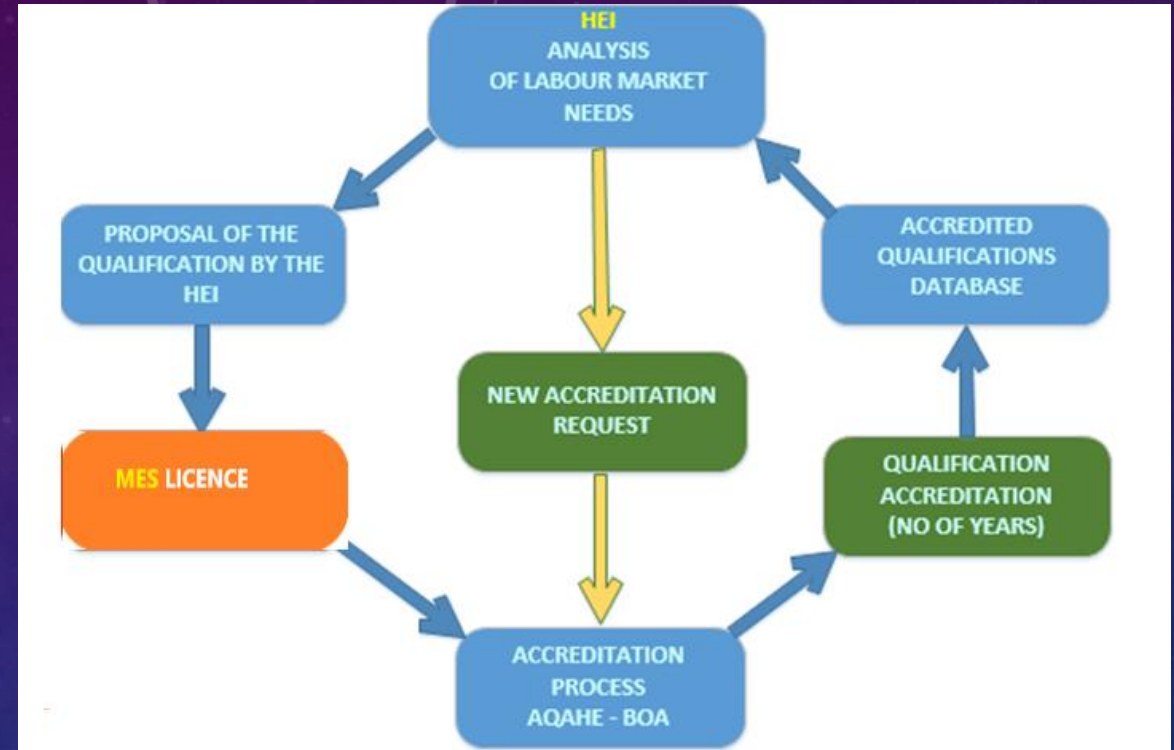 HEI
ANALYSIS
OF LABOUR MARKET
NEEDS
PROPOSAL OF THE
QUALIFICATION BY THE
HEI
ACCREDITED
QUALIFICATIONS
DATABASE
NEW ACCREDITATION
REQUEST
MES LICENCE
QUALIFICATION
ACCREDITATION
(NO OF YEARS)
ACCREDITATION
PROCESS
AQAHE - BOA